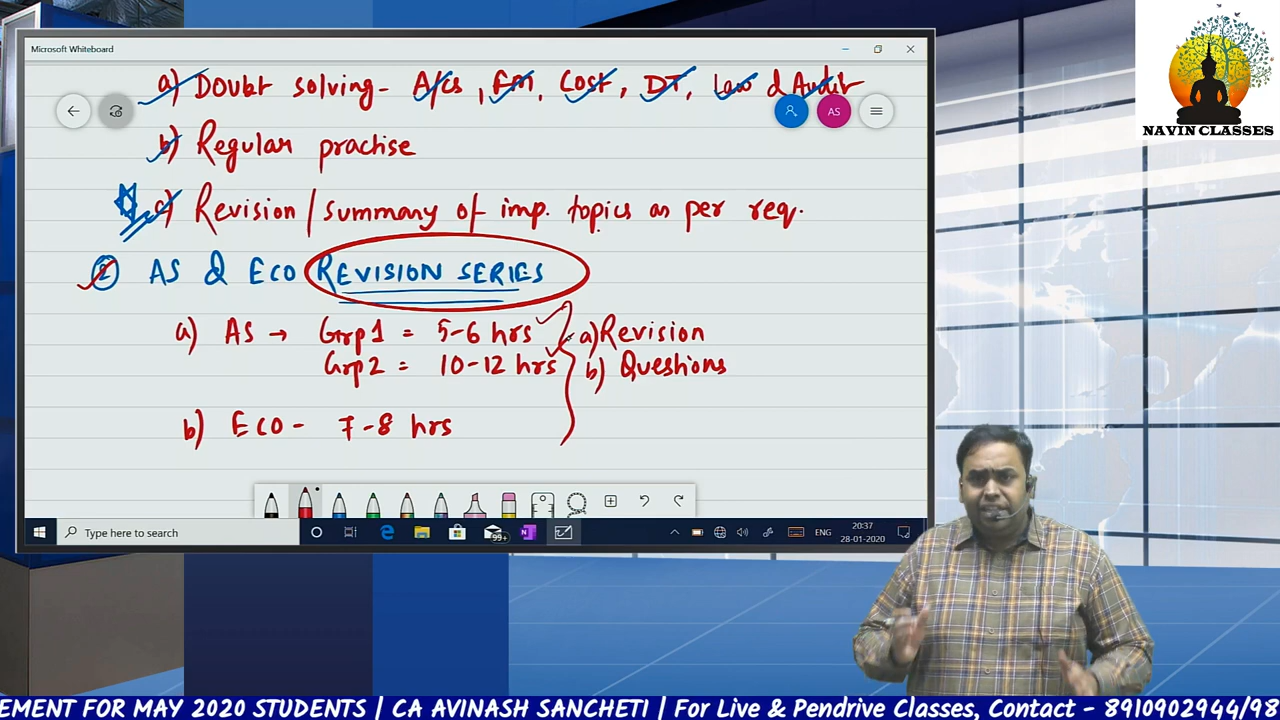 Microsoft Whiteboard
a) Doubt solving - A/cs, FM, Cost, DT, Law & Audit
AS
b) Regular practise
c) Revision / summary of imp. topics as per req.
② AS & ECO REVISION SERIES
a) AS → Grp1 = 5-6 hrs a) Revision
Grp2 = 10-12 hrs b) Questions
b) ECO - 7-8 hrs
Type here to search
99+
ENG
20:37
28-01-2020
NAVIN CLASSES
EMENT FOR MAY 2020 STUDENTS | CA AVINASH SANCHETI | For Live & Pendrive Classes, Contact - 8910902944/98